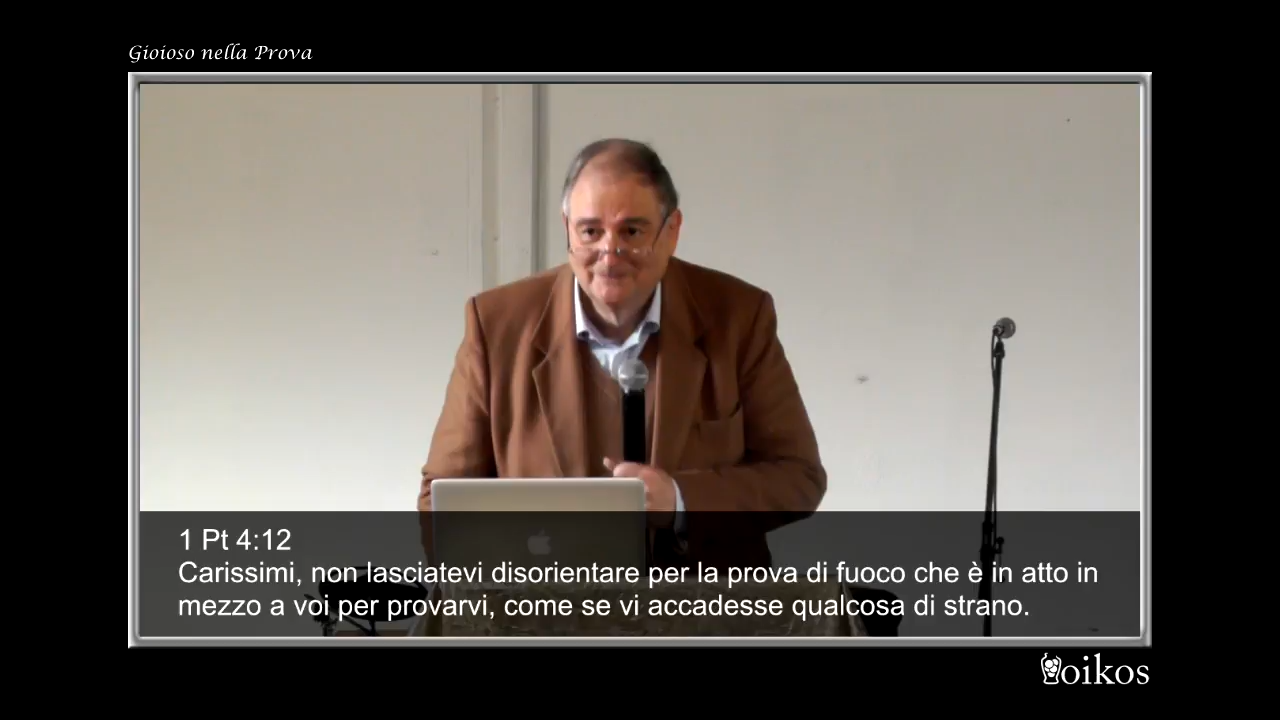 Gioioso nella Prova
1 Pt 4:12
Carissimi, non lasciatevi disorientare per la prova di fuoco che è in atto in
mezzo a voi per provarvi, come se vi accadesse qualcosa di strano.
oikos